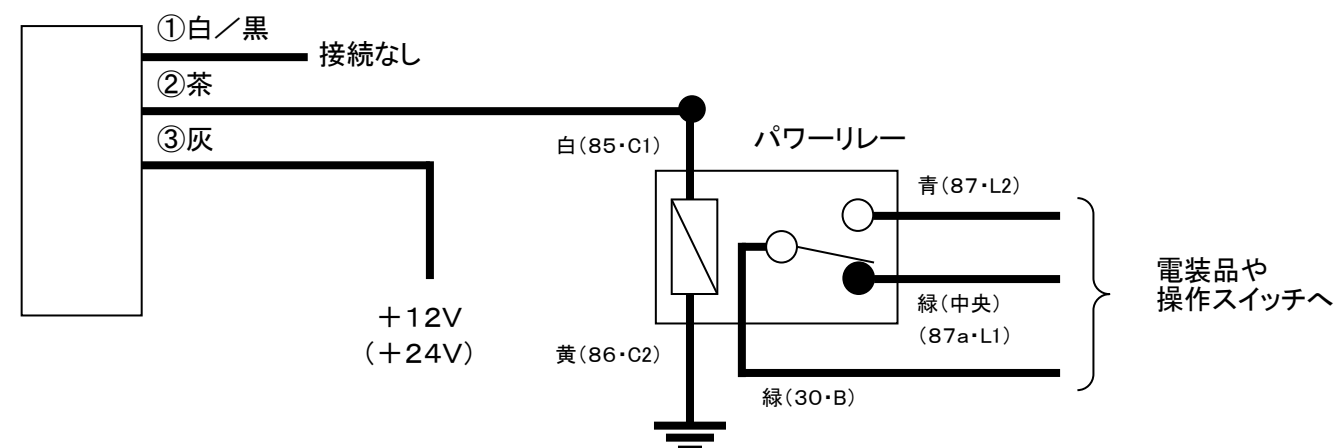 ①白／黒
接続なし
②茶
③灰
白(85・C1)
パワーリレー
青(87・L2)
＋12V
(＋24V)
黄(86・C2)
緑(中央)
(87a・L1)
緑(30・B)
電装品や
操作スイッチへ